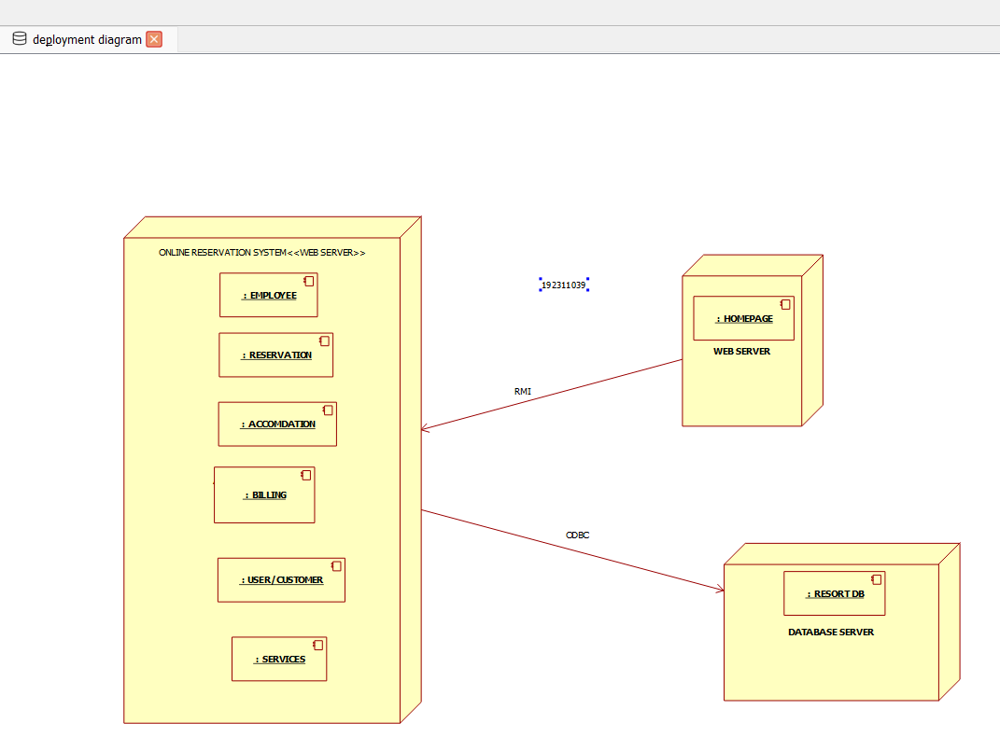 deployment diagram
ONLINE RESERVATION SYSTEM<<WEB SERVER>>
: EMPLOYEE
: RESERVATION
: ACCOMDATION
: BILLING
: USER/CUSTOMER
: SERVICES
192311039
RMI
ODBC
: HOMEPAGE
WEB SERVER
: RESORT DB
DATABASE SERVER